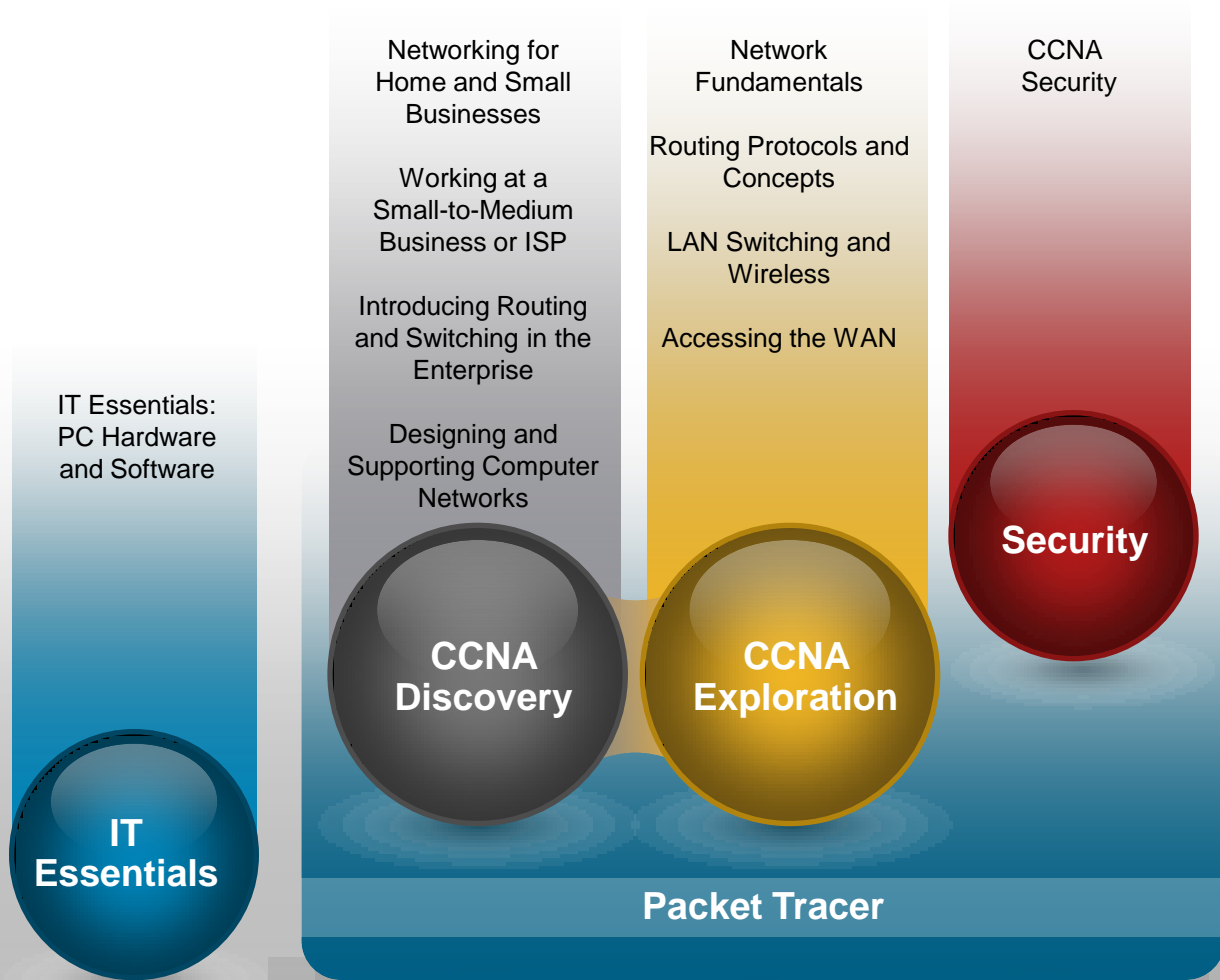 Networking for
Home and Small
Businesses
Working at a
Small-to-Medium
Business or ISP
Introducing Routing
and Switching in the
Enterprise
Designing and
Supporting Computer
Networks
Network
Fundamentals
Routing Protocols and
Concepts
LAN Switching and
Wireless
Accessing the WAN
CCNA
Security
IT Essentials:
PC Hardware
and Software
Security
CCNA
Discovery
CCNA
Exploration
IT
Essentials
Packet Tracer